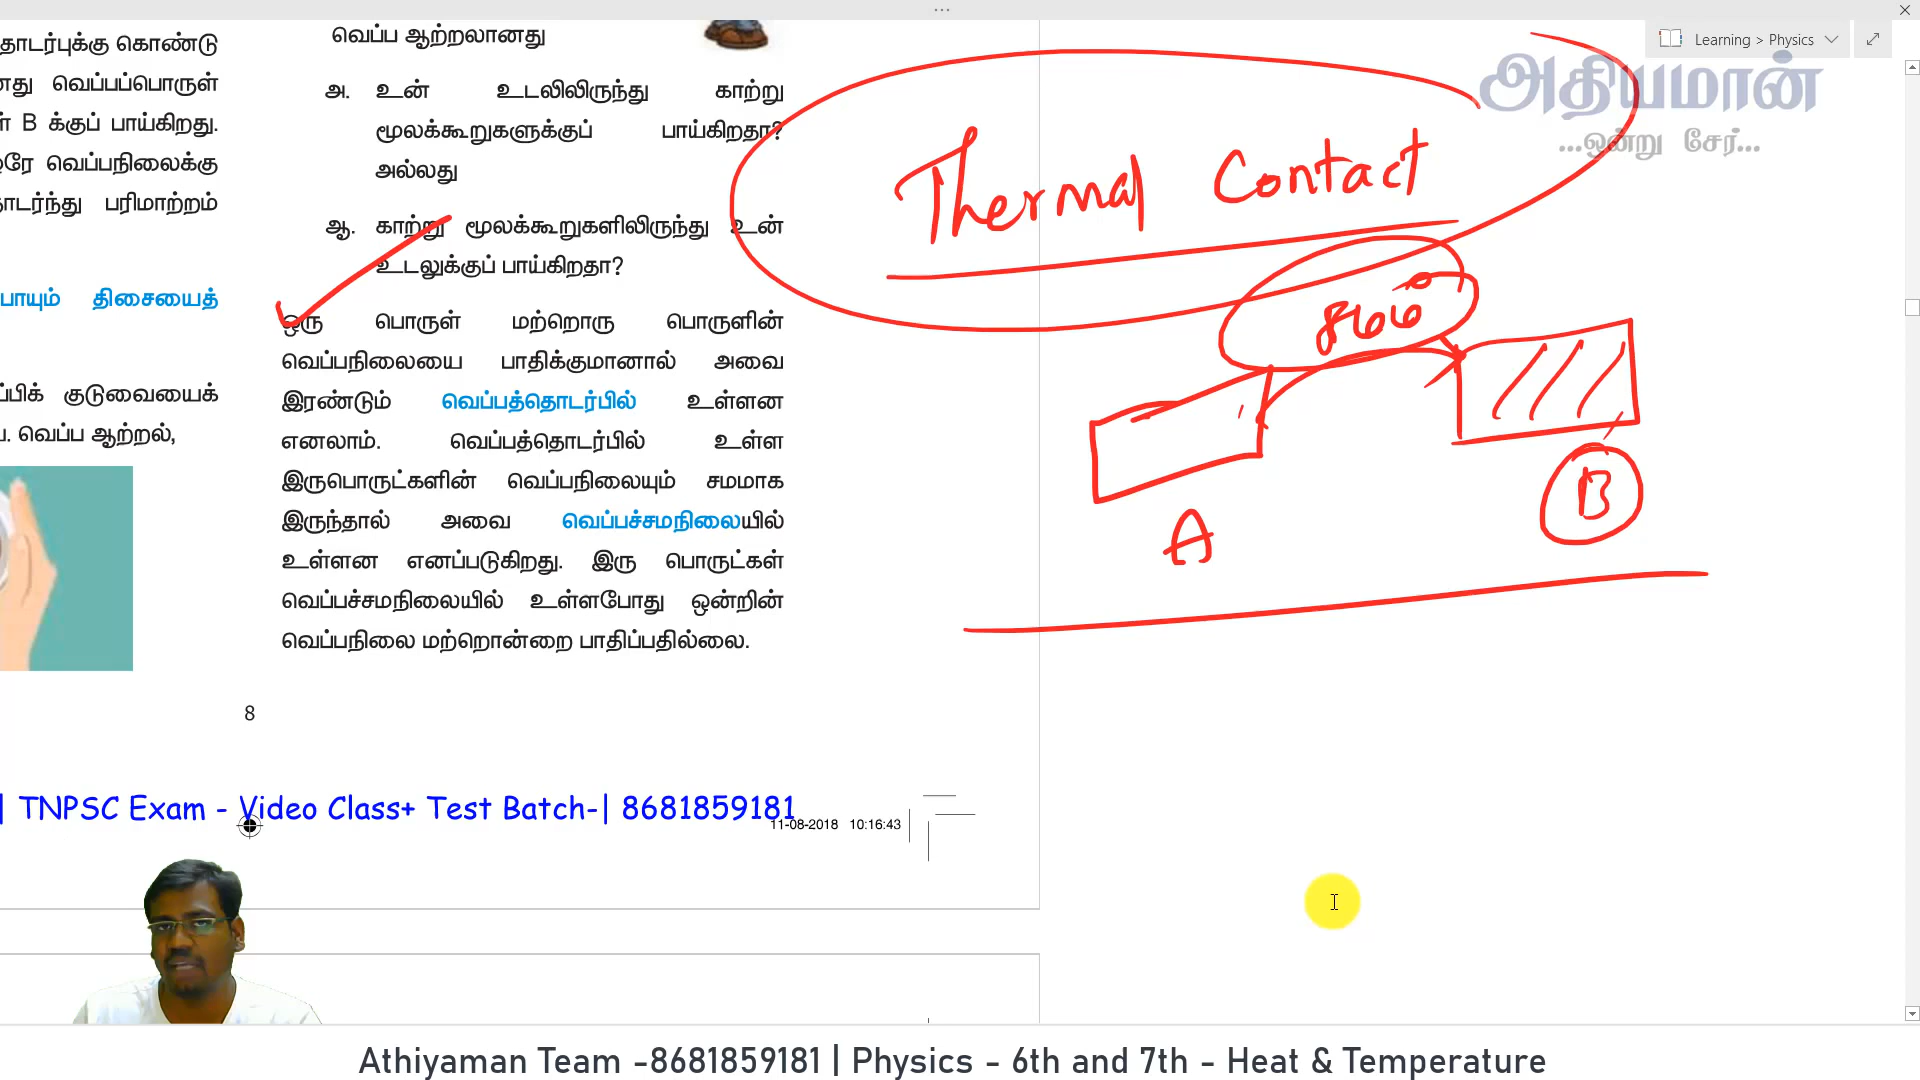 Learning > Physics
அதியமான்
...ஒன்று சேர்...
பொருள்
B க்குப் பாய்கிறது.
வெப்பநிலைக்கு
பரிமாற்றம்
திசையைத்
குடுவையைக்
வெப்ப ஆற்றல்,
வெப்ப ஆற்றலானது
அ. உன் உடலிலிருந்து காற்று
மூலக்கூறுகளுக்குப் பாய்கிறதா?
அல்லது
ஆ. காற்று மூலக்கூறுகளிலிருந்து உன்
உடலுக்குப் பாய்கிறதா?
ஒரு பொருள் மற்றொரு பொருளின்
வெப்பநிலையை பாதிக்குமானால் அவை
இரண்டும் வெப்பத்தொடர்பில் உள்ளன
எனலாம். வெப்பத்தொடர்பில் உள்ள
இருபொருட்களின் வெப்பநிலையும் சமமாக
இருந்தால் அவை வெப்பச்சமநிலையில்
உள்ளன எனப்படுகிறது. இரு பொருட்கள்
வெப்பச்சமநிலையில் உள்ளபோது ஒன்றின்
வெப்பநிலை மற்றொன்றை பாதிப்பதில்லை.
8
Thermal Contact
A
B
| TNPSC Exam - Video Class+ Test Batch-| 8681859181
11-08-2018 10:16:43
Athiyaman Team -8681859181 | Physics - 6th and 7th - Heat & Temperature